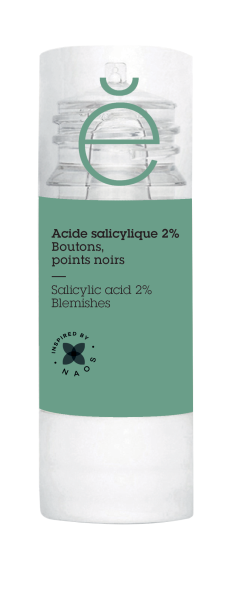 ĕ
Acide salicylique 2%
Boutons,
points noirs
Salicylic acid 2%
Blemishes
INSPIRED BY
NAOS